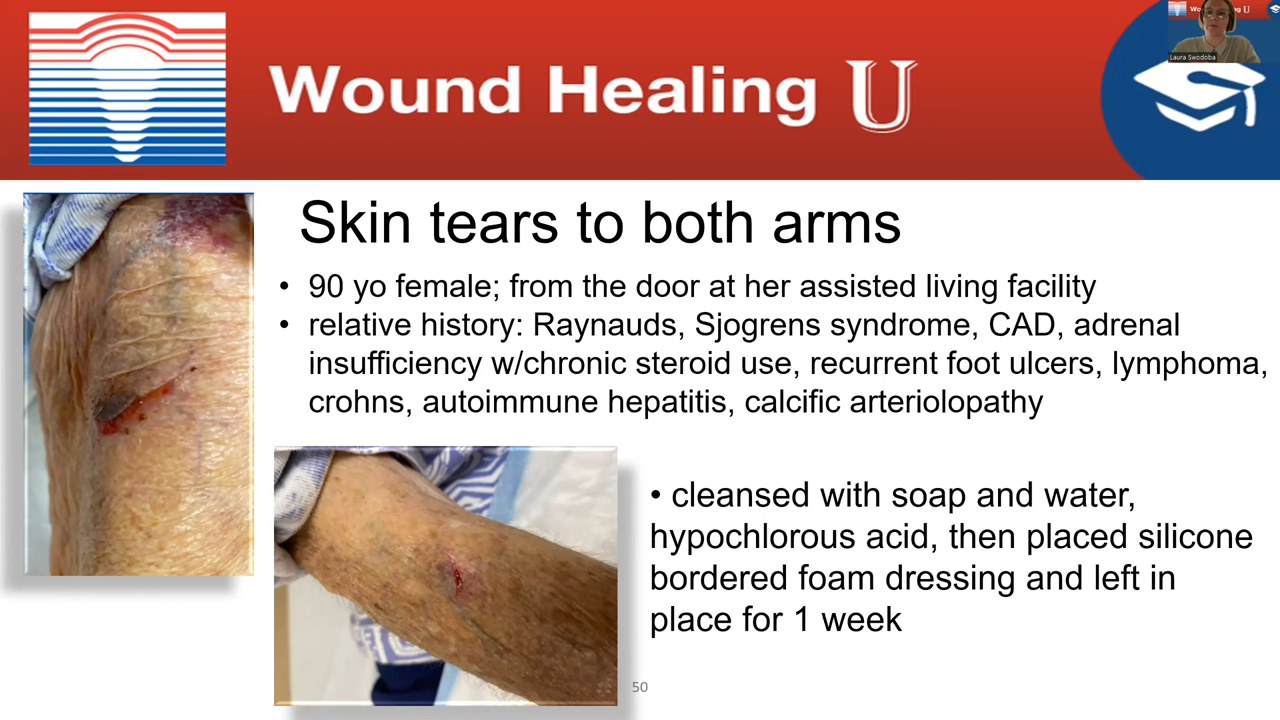 Wound Healing U
Laura Swodoba
Skin tears to both arms
• 90 yo female; from the door at her assisted living facility
• relative history: Raynauds, Sjogrens syndrome, CAD, adrenal
insufficiency w/chronic steroid use, recurrent foot ulcers, lymphoma,
crohns, autoimmune hepatitis, calcific arteriolopathy
• cleansed with soap and water,
hypochlorous acid, then placed silicone
bordered foam dressing and left in
place for 1 week
50